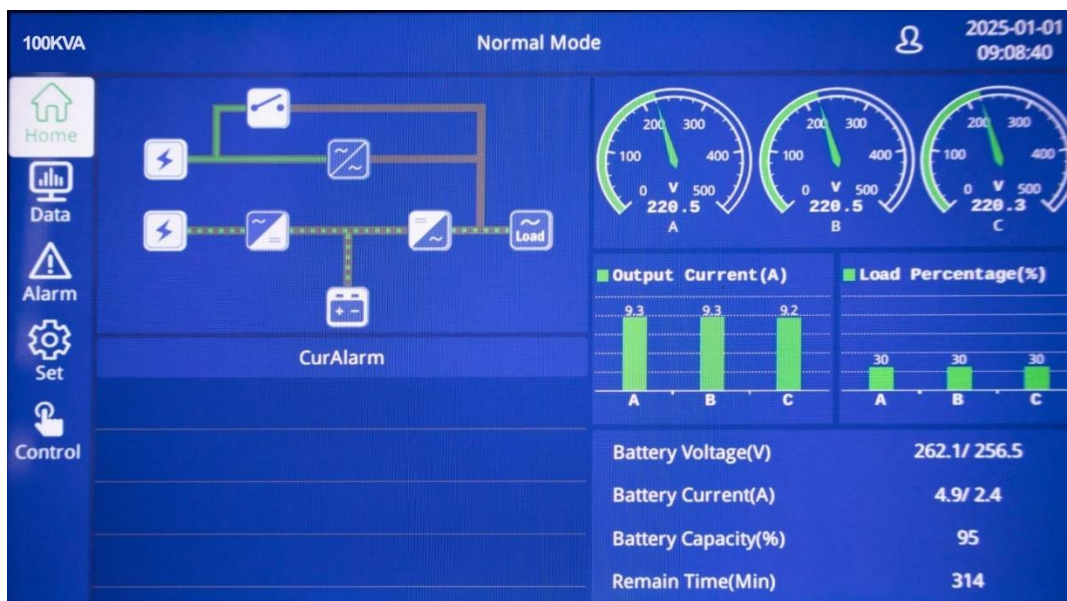 100KVA
Normal Mode
2025-01-01
09:08:40
Home
Data
Alarm
Set
Control
Load
CurAlarm
200 300
100 400
0 V 500
220.5
A
200 300
100 400
0 V 500
220.5
B
200 300
100 400
0 V 500
220.3
C
Output Current(A)
9.3 9.3 9.2
A B C
Load Percentage(%)
30 30 30
A B C
Battery Voltage(V) 262.1/ 256.5
Battery Current(A) 4.9/ 2.4
Battery Capacity(%) 95
Remain Time(Min) 314